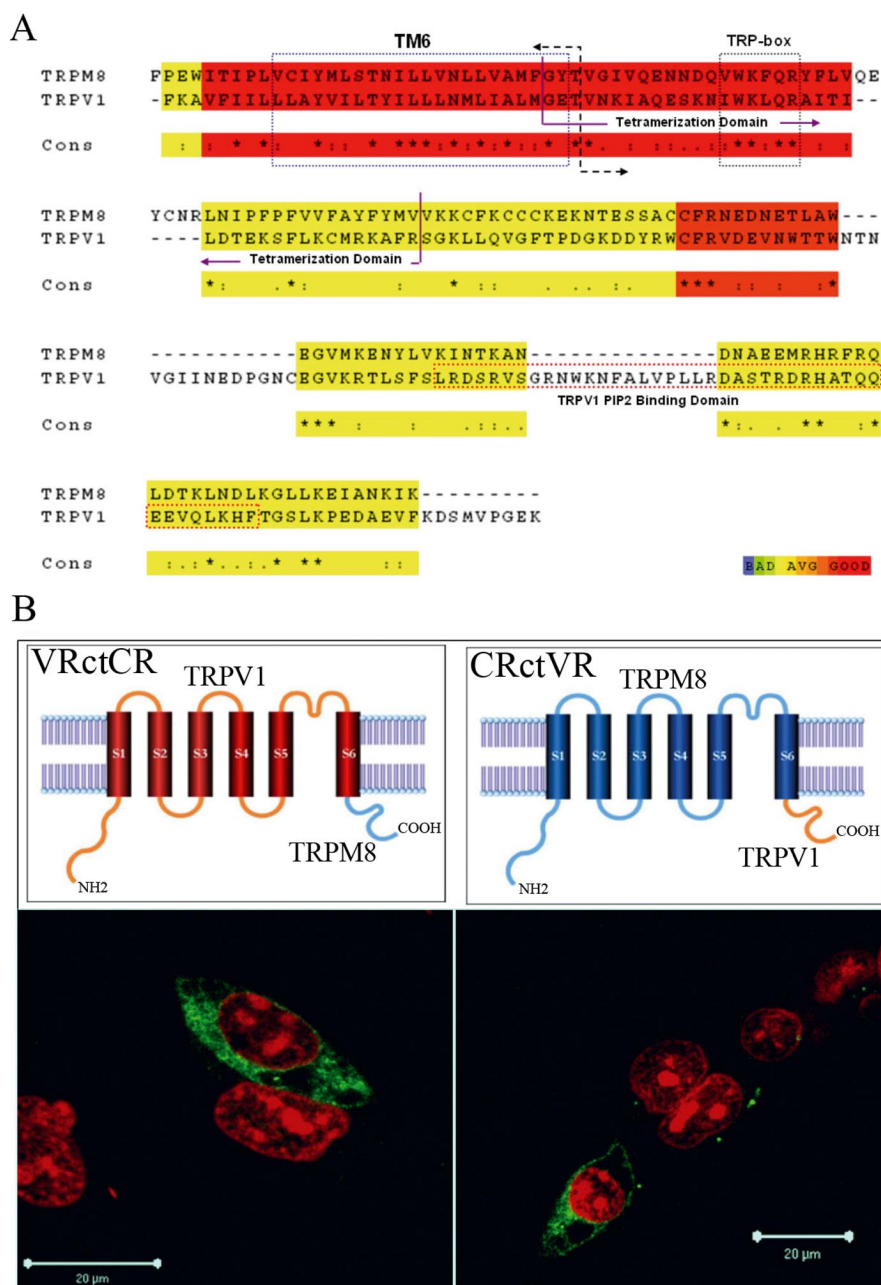 A
TM6
TRP-box
TRPM8 FPEWITIPLVCIYMLSTNILLVNLLVAMFGYTVGIVQENNDQVWKFQRYFLVQE
TRPV1 -FKAVFIILLLAYVILTYILLLNMLIALMGETVNKIAQESKNIWKLQRAITI--
Tetramerization Domain
Cons
TRPM8 YCNRLNIPFPFVVFAYFYMVVKKCFKCCCKEKNTESSACCFRNEDNETLAW----
TRPV1 ----LDTEKSFLKCMRKAFRSGKLLQVGFTPDGKDDYRWCFRVDEVNWTTWNTN
Tetramerization Domain
Cons
TRPM8 -------------EGVMKENYLVKINTKAN----------------DNAEEMRHRFRQ
TRPV1 VGIINEDPGNCEGVKRTLSFSLRDSRVSGRNWKNFALVPLLRDASTRDRHATQQ
TRPV1 PIP2 Binding Domain
Cons
TRPM8 LDTKLNDLKGLLKEIANKIK---------
TRPV1 EEVQLKHFTGSLKPEDAEVFKDSMVPGEK
Cons
BAD AVG GOOD
B
VRctCR
TRPV1
S1 S2 S3 S4 S5 S6
COOH
TRPM8
NH2
CRctVR
TRPM8
S1 S2 S3 S4 S5 S6
COOH
TRPV1
NH2
20 µm
20 µm